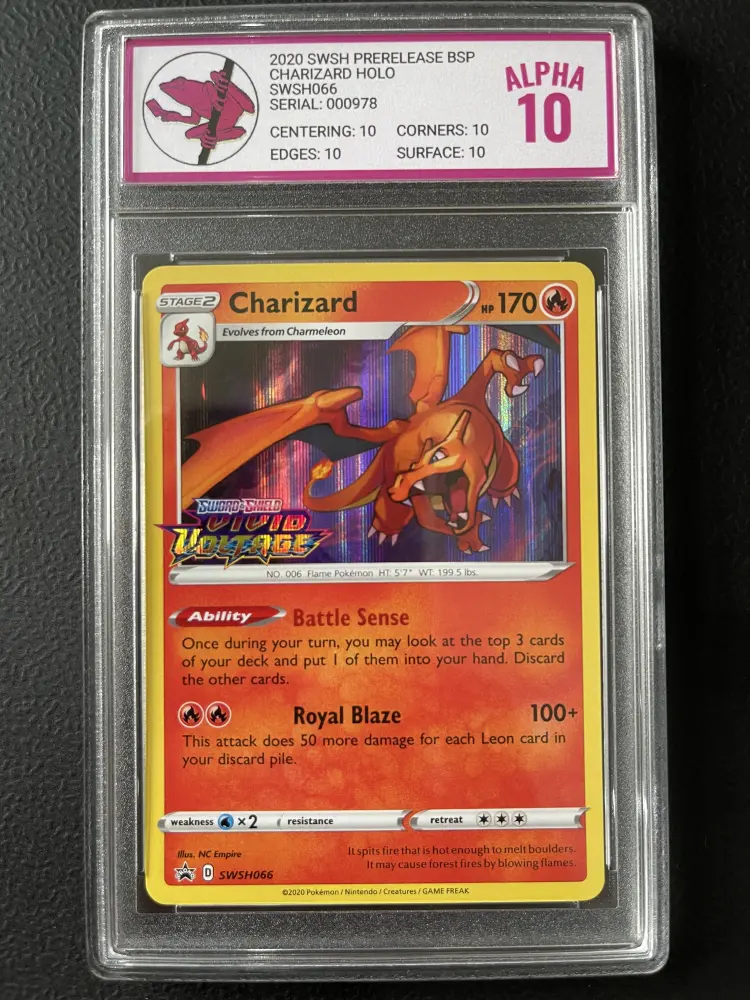 2020 SWSH PRERELEASE BSP
CHARIZARD HOLO
SWSH066
SERIAL: 000978
CENTERING: 10 CORNERS: 10
EDGES: 10 SURFACE: 10
ALPHA
10
STAGE 2
Charizard
HP 170
Evolves from Charmeleon
SWORD & SHIELD
VIVID
VOLTAGE
NO. 006 Flame Pokémon HT: 5'7" WT: 199.5 lbs.
Ability Battle Sense
Once during your turn, you may look at the top 3 cards
of your deck and put 1 of them into your hand. Discard
the other cards.
Royal Blaze 100+
This attack does 50 more damage for each Leon card in
your discard pile.
weakness ×2 resistance retreat
Illus. NC Empire
It spits fire that is hot enough to melt boulders.
It may cause forest fires by blowing flames.
PROMO
D SWSH066
©2020 Pokémon / Nintendo / Creatures / GAME FREAK